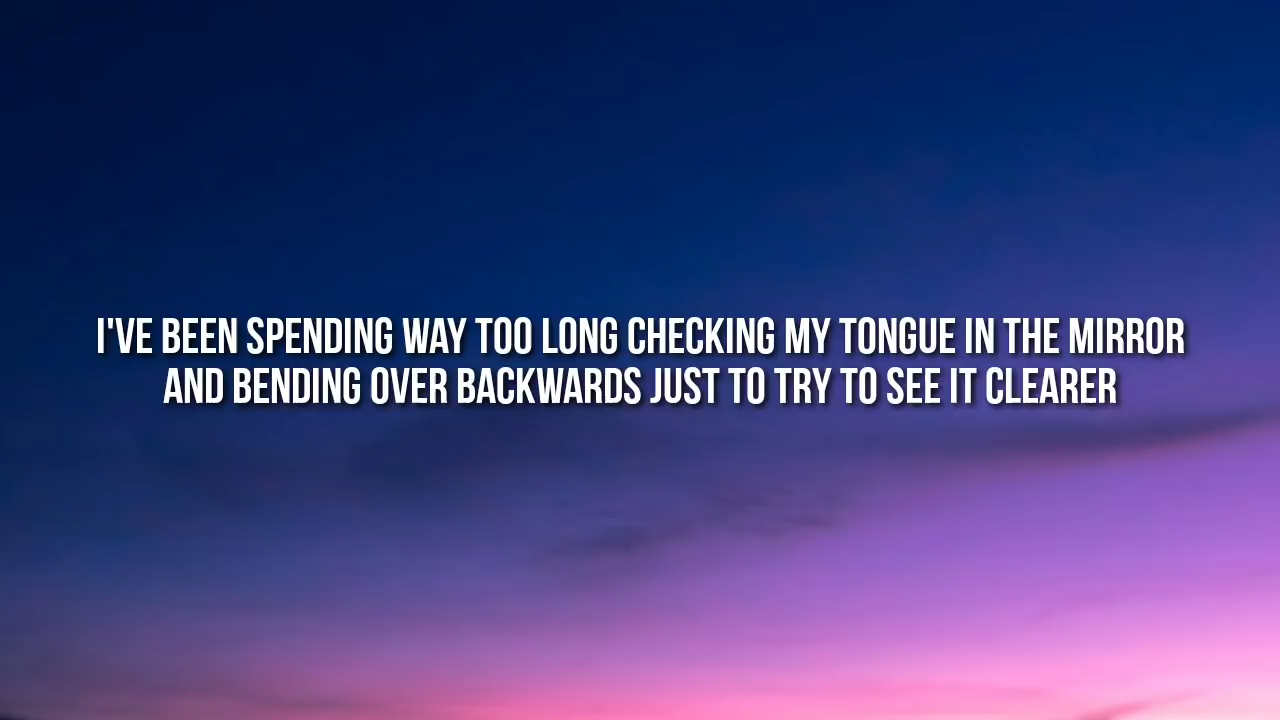 I'VE BEEN SPENDING WAY TOO LONG CHECKING MY TONGUE IN THE MIRROR
AND BENDING OVER BACKWARDS JUST TO TRY TO SEE IT CLEARER